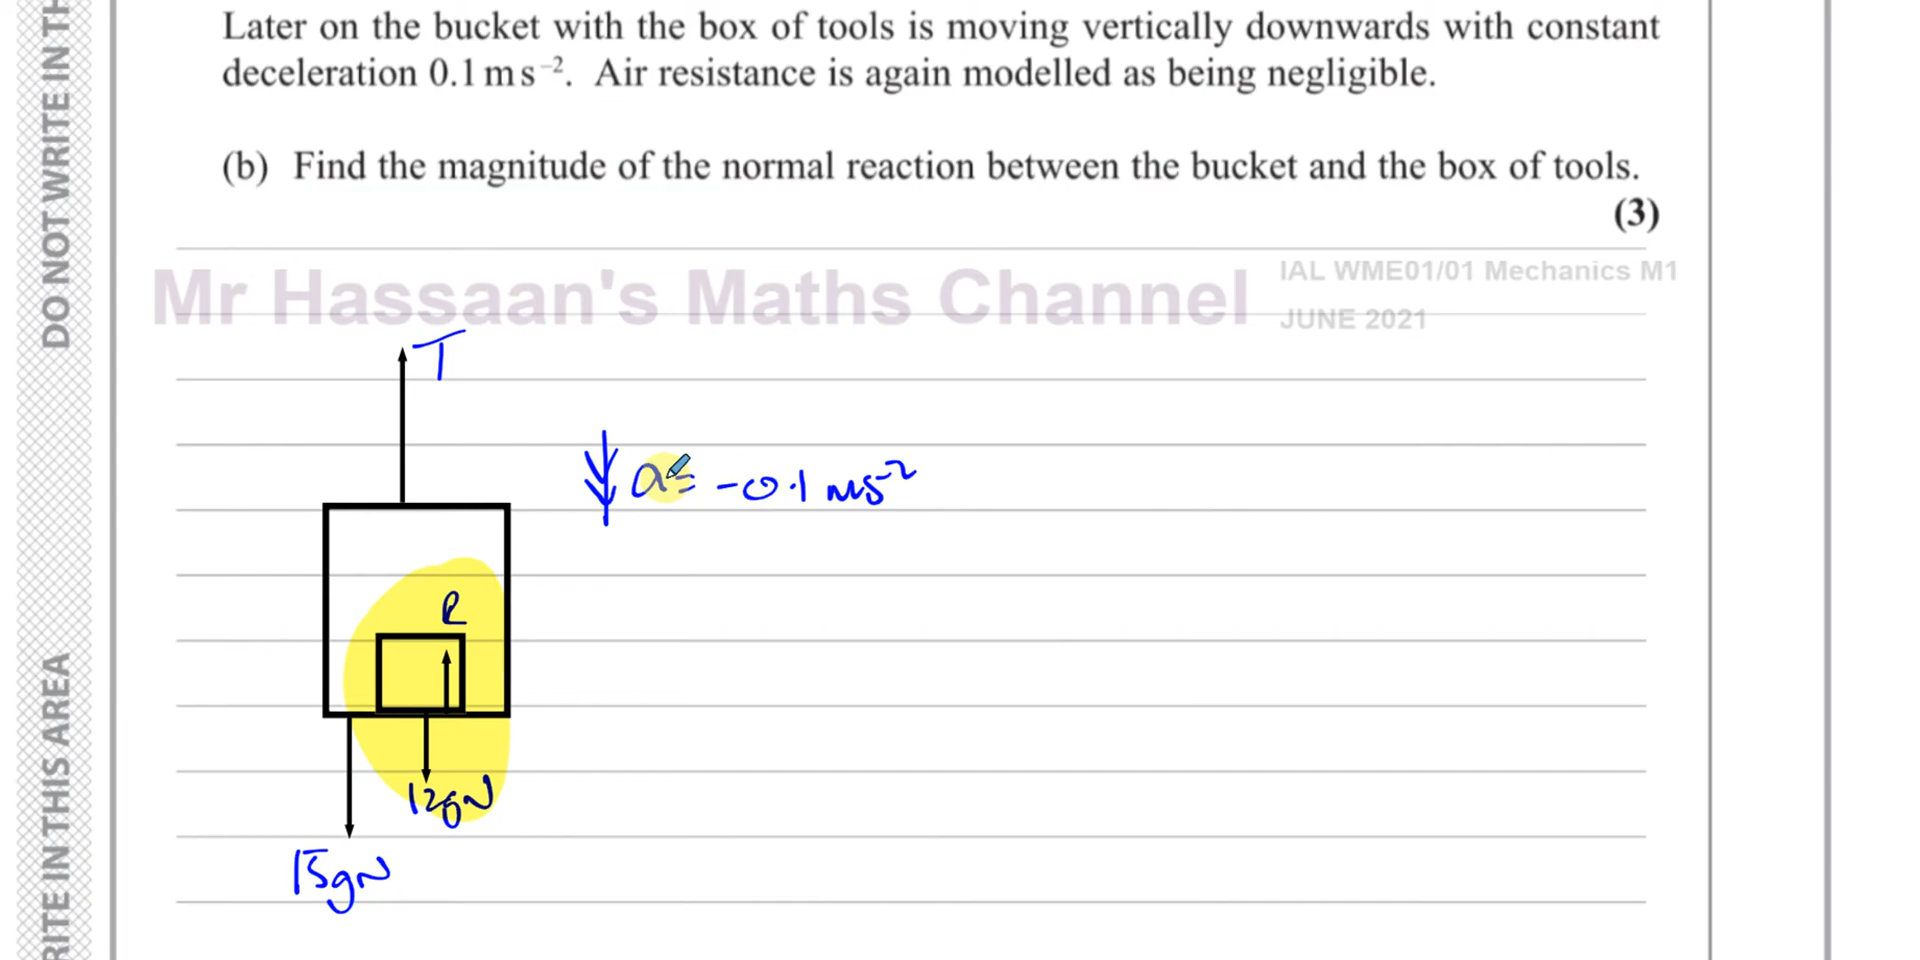 Later on the bucket with the box of tools is moving vertically downwards with constant
deceleration 0.1 m s⁻². Air resistance is again modelled as being negligible.
(b) Find the magnitude of the normal reaction between the bucket and the box of tools.
(3)
Mr Hassaan's Maths Channel
IAL WME01/01 Mechanics M1
JUNE 2021
T
a = -0.1 ms⁻²
R
12gN
15gN
DO NOT WRITE IN TH
RITE IN THIS AREA